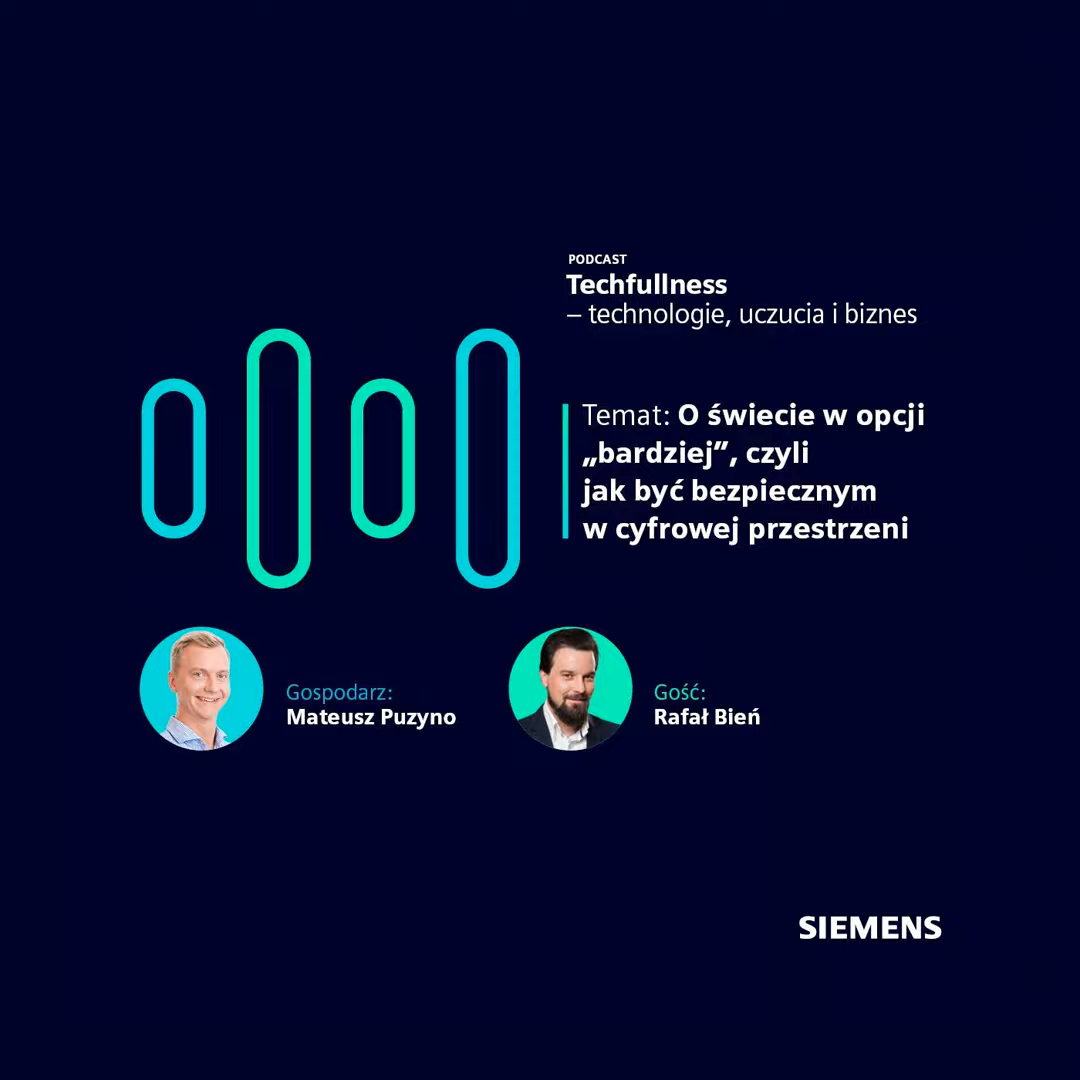 PODCAST
Techfullness
– technologie, uczucia i biznes
Temat: O świecie w opcji
„bardziej”, czyli
jak być bezpiecznym
w cyfrowej przestrzeni
Gospodarz:
Mateusz Puzyno
Gość:
Rafał Bień
SIEMENS